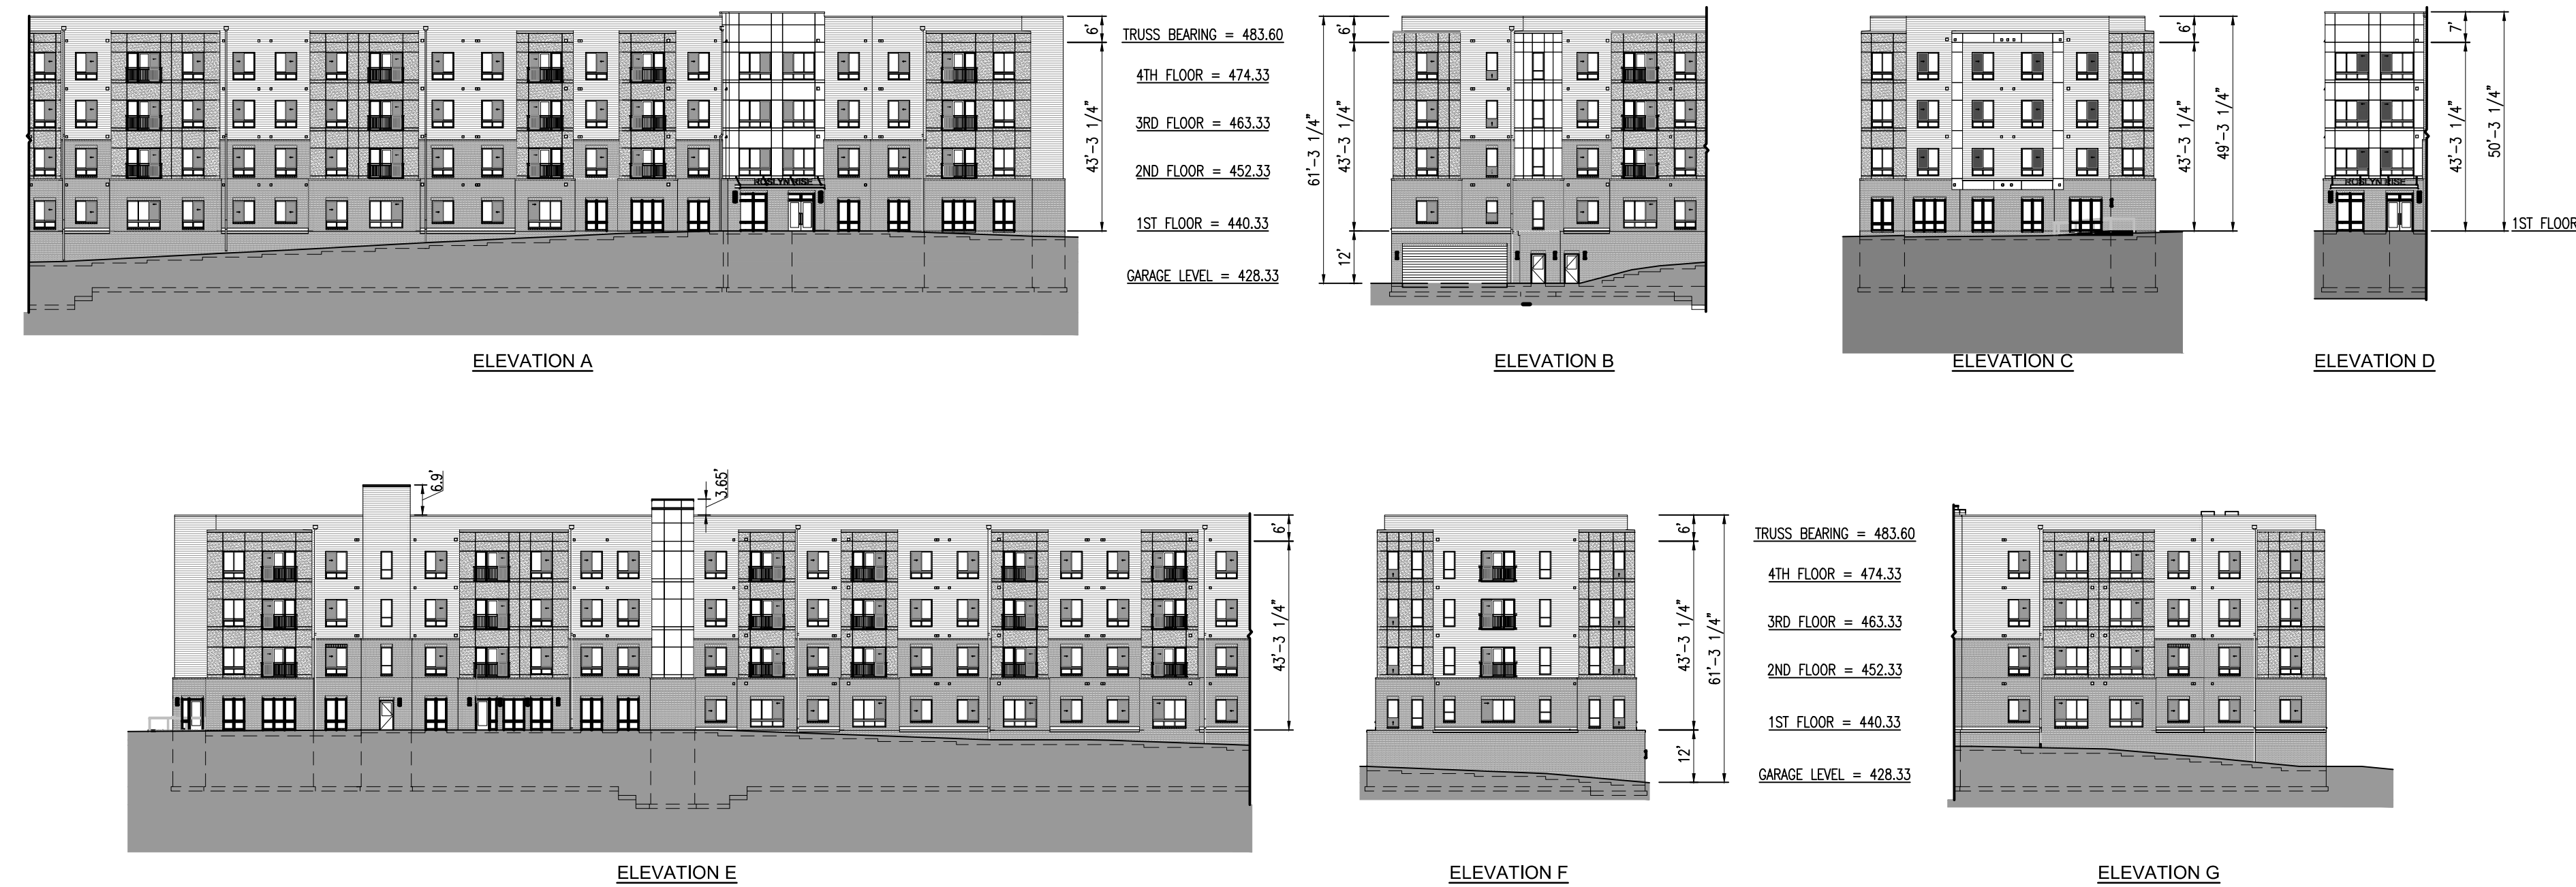 6'
43'-3 1/4"
TRUSS BEARING = 483.60
4TH FLOOR = 474.33
3RD FLOOR = 463.33
2ND FLOOR = 452.33
1ST FLOOR = 440.33
GARAGE LEVEL = 428.33
ROSLYN RISE
ELEVATION A
6'
43'-3 1/4"
61'-3 1/4"
12'
ELEVATION B
6'
43'-3 1/4"
49'-3 1/4"
ELEVATION C
7'
43'-3 1/4"
50'-3 1/4"
ROSLYN RISE
1ST FLOOR
ELEVATION D
6.9'
3.65'
6'
43'-3 1/4"
ELEVATION E
6'
43'-3 1/4"
61'-3 1/4"
12'
ELEVATION F
TRUSS BEARING = 483.60
4TH FLOOR = 474.33
3RD FLOOR = 463.33
2ND FLOOR = 452.33
1ST FLOOR = 440.33
GARAGE LEVEL = 428.33
ELEVATION G